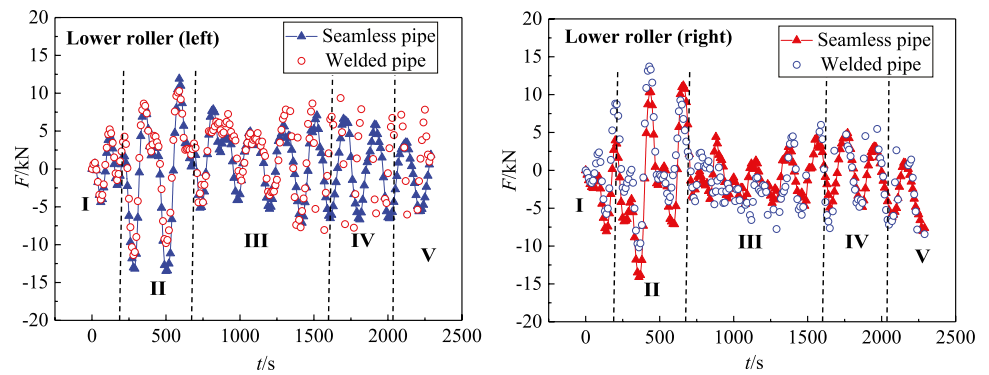 Lower roller (left)
Seamless pipe
Welded pipe
F/kN
20
15
10
5
0
-5
-10
-15
-20
I
II
III
IV
V
0
500
1000
1500
2000
2500
t/s
Lower roller (right)
Seamless pipe
Welded pipe
F/kN
20
15
10
5
0
-5
-10
-15
-20
I
II
III
IV
V
0
500
1000
1500
2000
2500
t/s